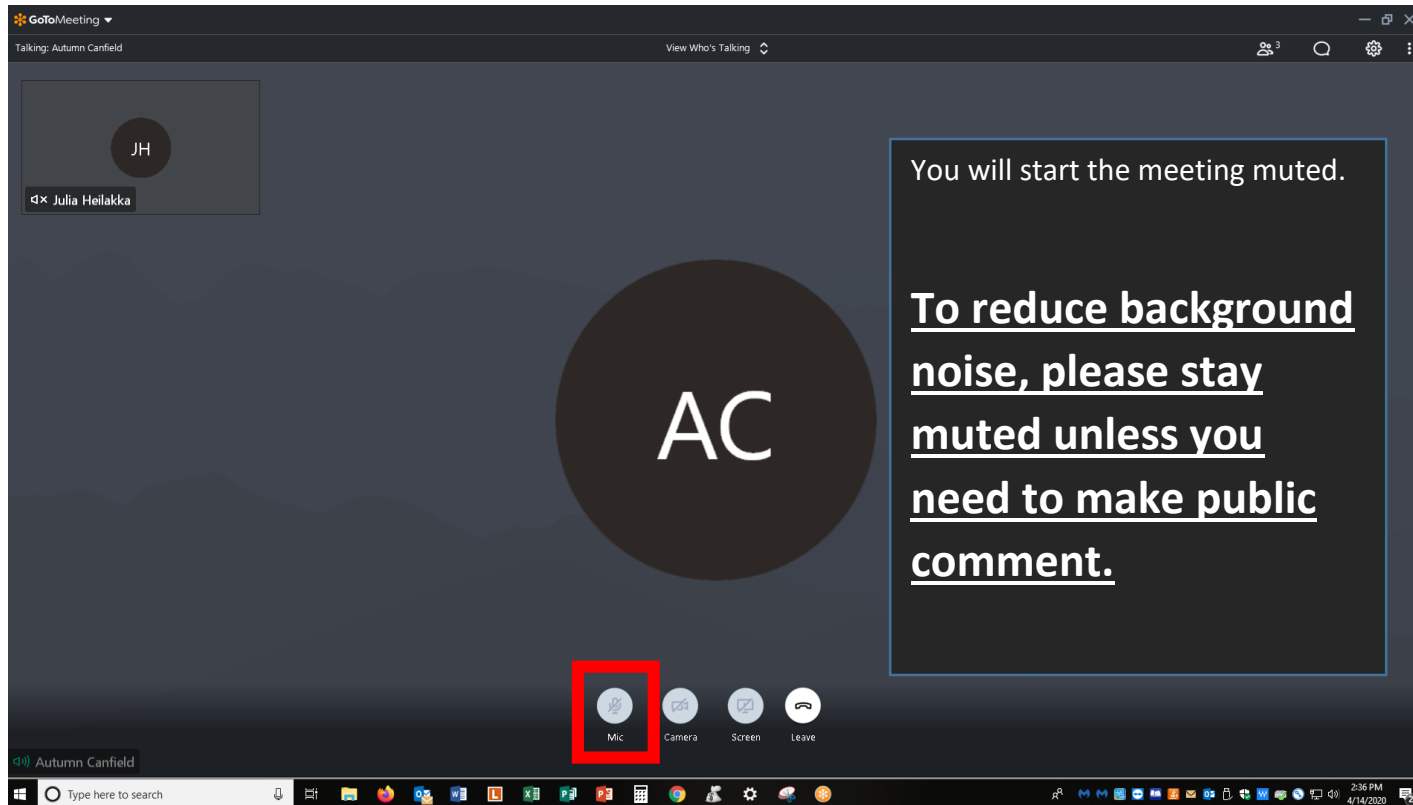 GoToMeeting
Talking: Autumn Canfield
View Who's Talking
3
JH
Julia Heilakka
You will start the meeting muted.
To reduce background
noise, please stay
muted unless you
need to make public
comment.
AC
Mic Camera Screen Leave
Autumn Canfield
Type here to search
2:36 PM
4/14/2020